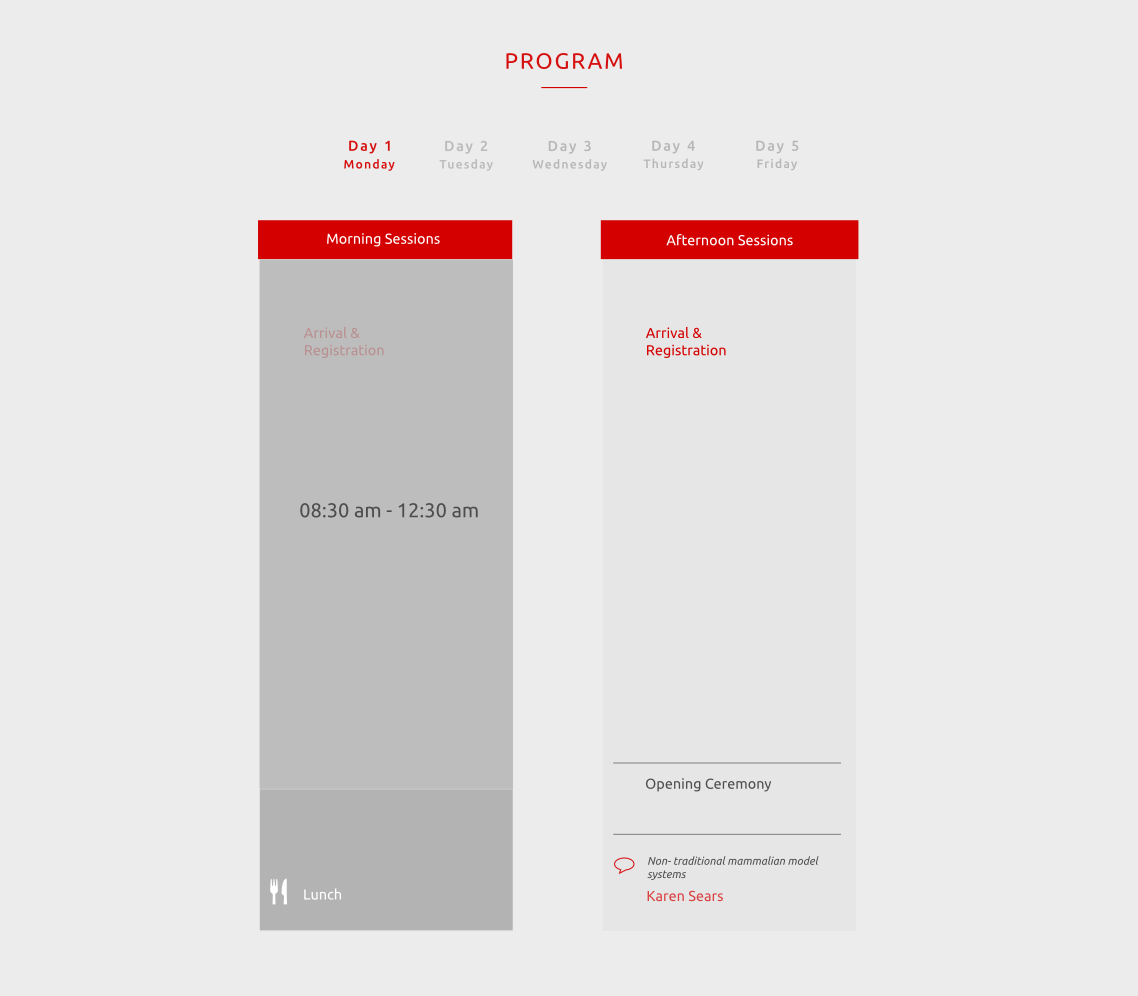 PROGRAM
Day 1 Day 2 Day 3 Day 4 Day 5
Monday Tuesday Wednesday Thursday Friday
Morning Sessions
Arrival &
Registration
08:30 am - 12:30 am
Lunch
Afternoon Sessions
Arrival &
Registration
Opening Ceremony
Non- traditional mammalian model
systems
Karen Sears